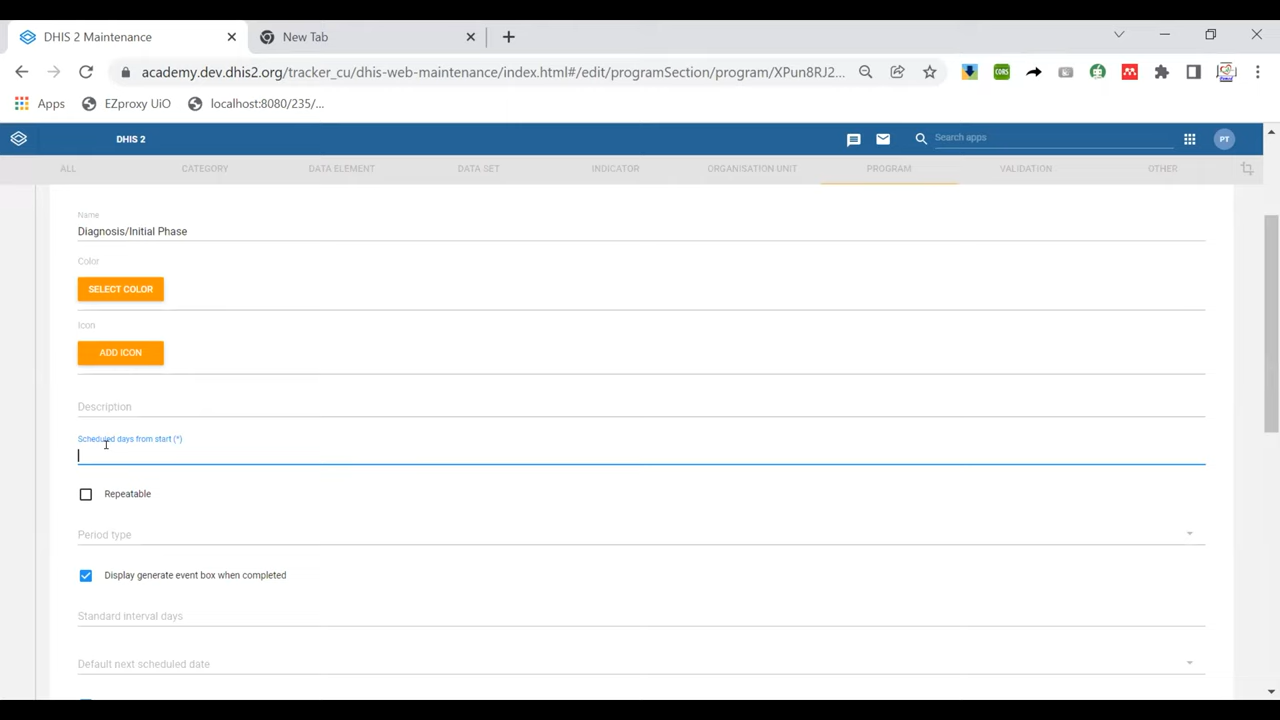 DHIS 2 Maintenance
New Tab
academy.dev.dhis2.org/tracker_cu/dhis-web-maintenance/index.html#/edit/programSection/program/XPun8RJ2...
Apps
EZproxy UiO
localhost:8080/235/...
DHIS 2
Search apps
PT
ALL
CATEGORY
DATA ELEMENT
DATA SET
INDICATOR
ORGANISATION UNIT
PROGRAM
VALIDATION
OTHER
Name
Diagnosis/Initial Phase
Color
SELECT COLOR
Icon
ADD ICON
Description
Scheduled days from start (*)
Repeatable
Period type
Display generate event box when completed
Standard interval days
Default next scheduled date